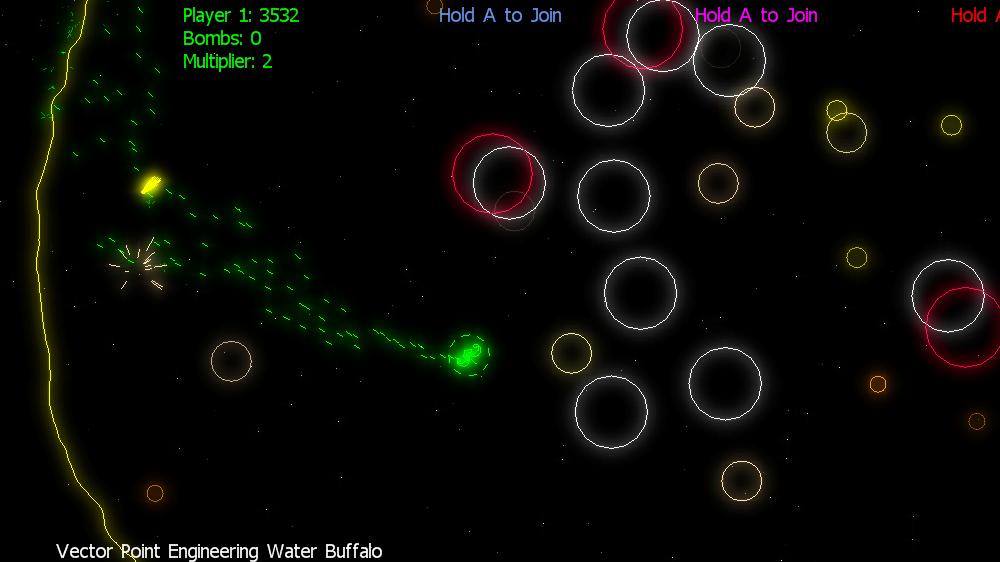 Player 1: 3532
Bombs: 0
Multiplier: 2
Hold A to Join
Hold A to Join
Hold A
Vector Point Engineering Water Buffalo